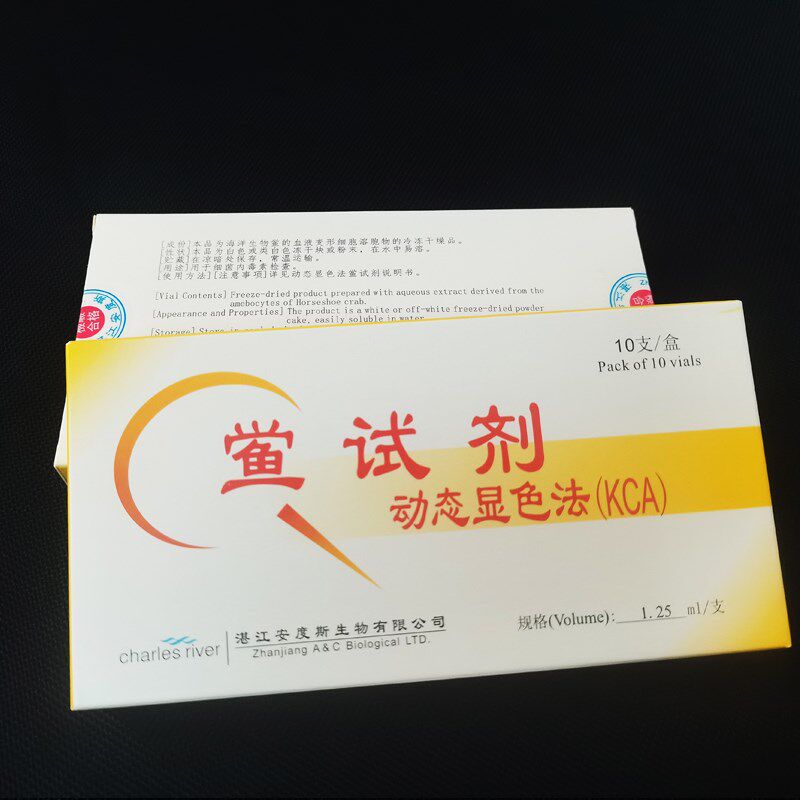 [成份]本品为海洋生物鲎的血液变形细胞溶胞物的冷冻干燥品。
[性状]本品为白色或类白色冻干块或粉末，在水中易溶。
[贮藏]在凉暗处保存，常温运输。
[用途]用于细菌内毒素检查。
[使用方法][注意事项]详见动态显色法鲎试剂说明书。
[Vial Contents] Freeze-dried product prepared with aqueous extract derived from the
amebocytes of Horseshoe crab.
[Appearance and Properties] The product is a white or off-white freeze-dried powder
cake, easily soluble in water.
[Storage] Store in
合格
10支/盒
Pack of 10 vials
鲎试剂
动态显色法(KCA)
规格(Volume): 1.25 ml/支
charles river
湛江安度斯生物有限公司
Zhanjiang A&C Biological LTD.